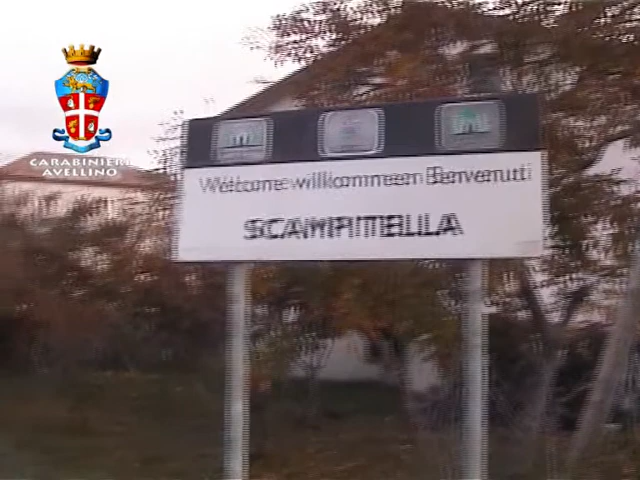 CARABINIERI
AVELLINO
Welcome willkommen Benvenuti
SCAMPITELLA